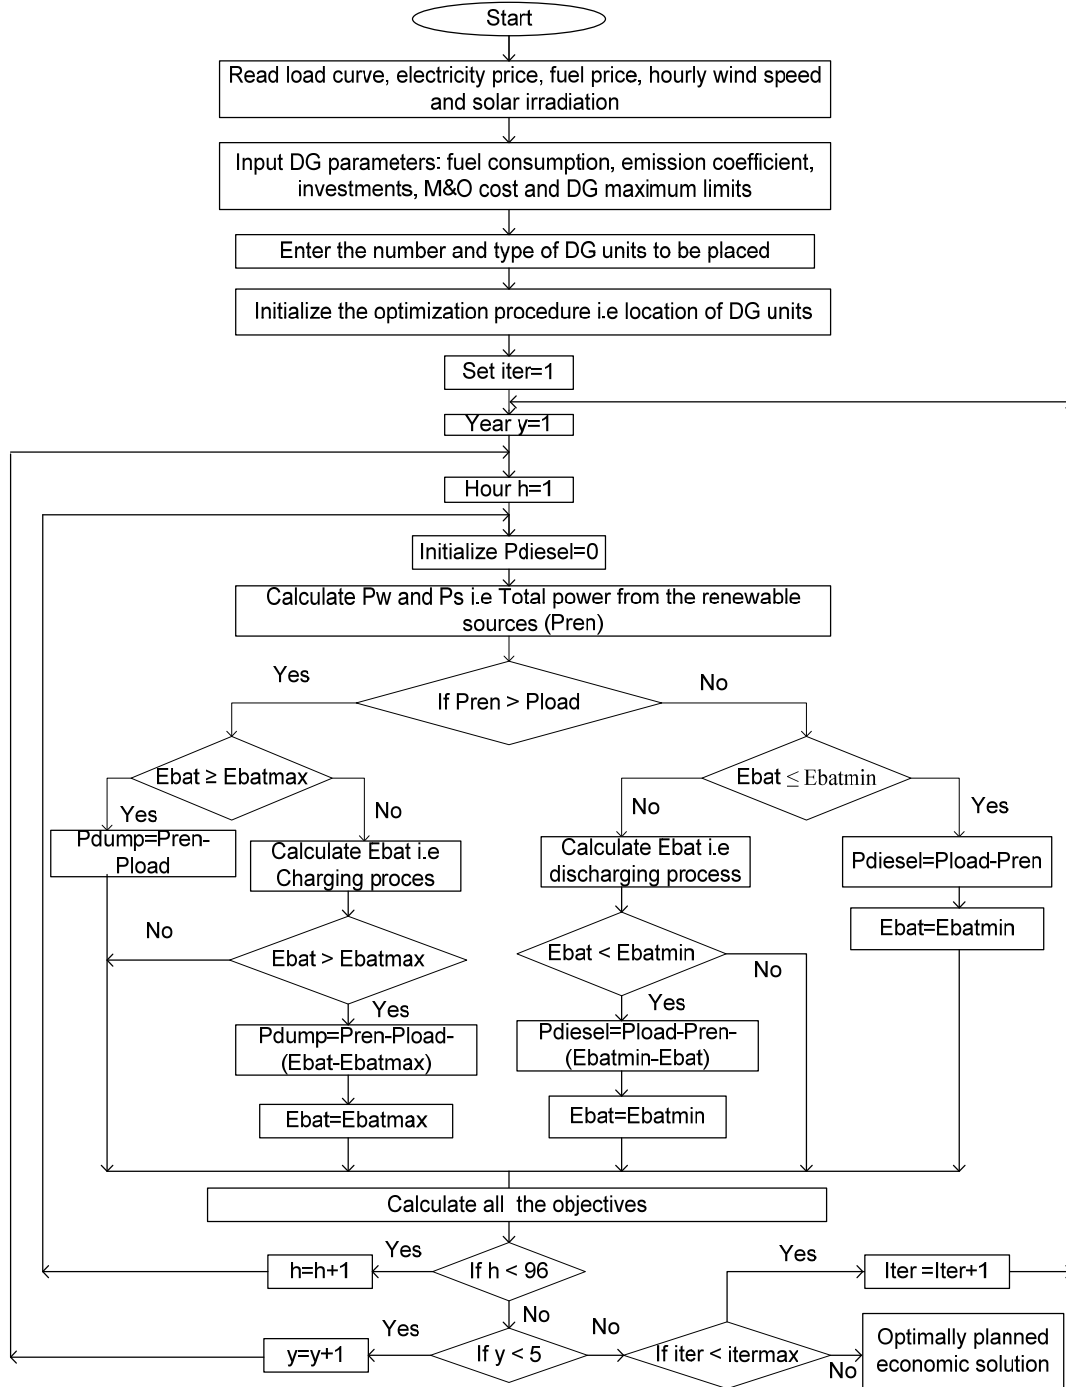 Start
Read load curve, electricity price, fuel price, hourly wind speed
and solar irradiation
Input DG parameters: fuel consumption, emission coefficient,
investments, M&O cost and DG maximum limits
Enter the number and type of DG units to be placed
Initialize the optimization procedure i.e location of DG units
Set iter=1
Year y=1
Hour h=1
Initialize Pdiesel=0
Calculate Pw and Ps i.e Total power from the renewable
sources (Pren)
Yes
If Pren > Pload
No
Ebat ≥ Ebatmax
Ebat ≤ Ebatmin
Yes
No
No
Yes
Pdump=Pren-
Pload
Calculate Ebat i.e
Charging proces
Calculate Ebat i.e
discharging process
Pdiesel=Pload-Pren
Ebat=Ebatmin
No
Ebat > Ebatmax
Ebat < Ebatmin
No
Yes
Yes
Pdump=Pren-Pload-
(Ebat-Ebatmax)
Pdiesel=Pload-Pren-
(Ebatmin-Ebat)
Ebat=Ebatmax
Ebat=Ebatmin
Calculate all the objectives
Yes
If h < 96
h=h+1
Yes
Iter =Iter+1
No
Yes
No
y=y+1
If y < 5
If iter < itermax
No
Optimally planned
economic solution